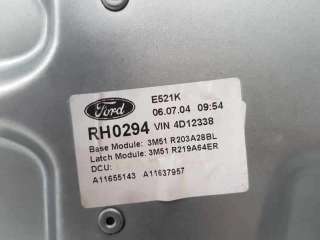 Ford
E521K
06.07.04 09:54
RH0294 VIN 4D12338
Base Module: 3M51 R203A28BL
Latch Module: 3M51 R219A64ER
DCU:
A11655143 A11637957